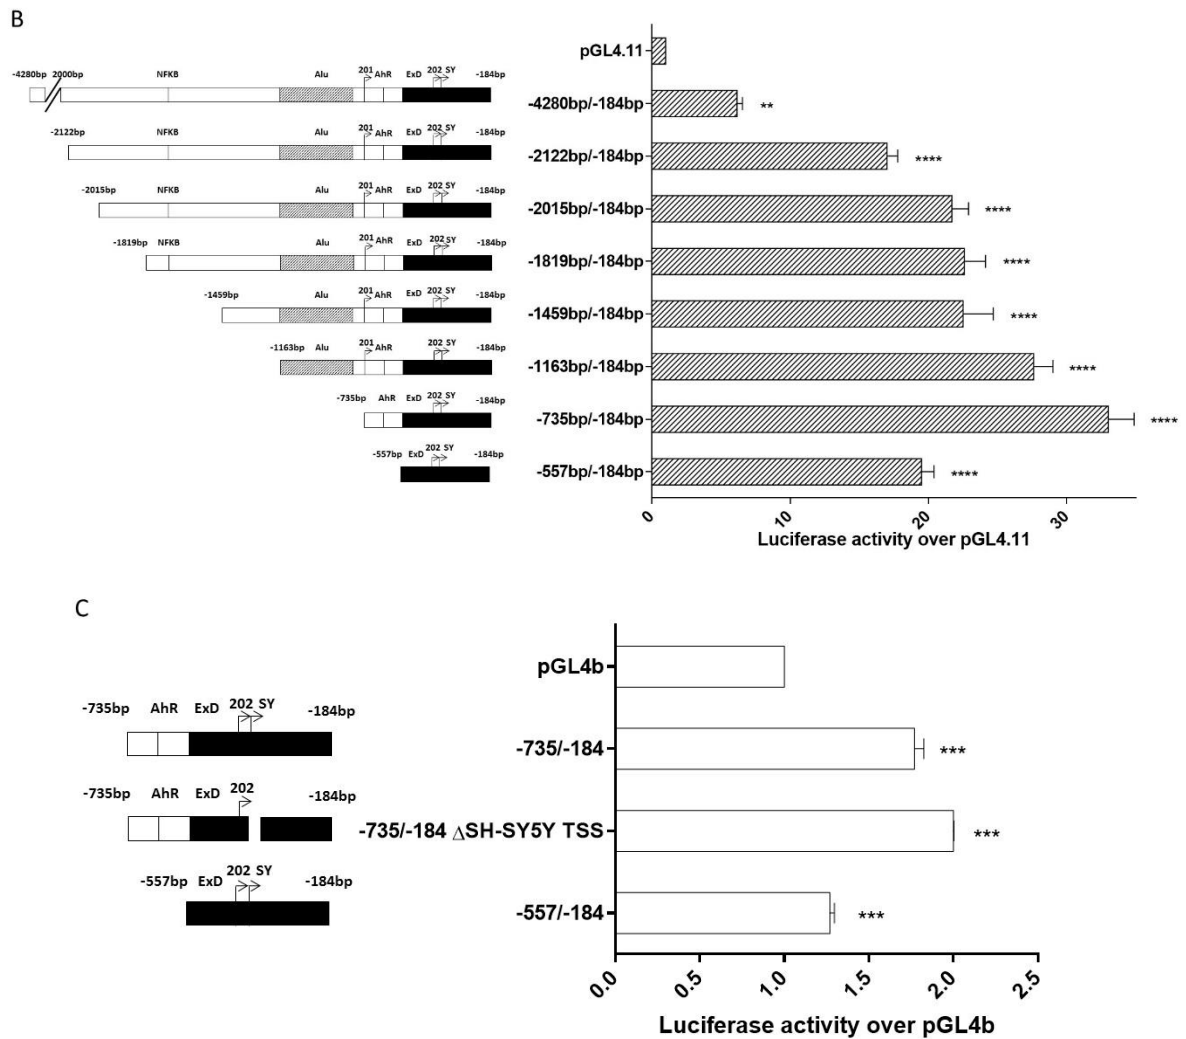 B
-4280bp 2000bp NFKB Alu 201 AhR ExD 202 SY -184bp
-2122bp NFKB Alu 201 AhR ExD 202 SY -184bp
-2015bp NFKB Alu 201 AhR ExD 202 SY -184bp
-1819bp NFKB Alu 201 AhR ExD 202 SY -184bp
-1459bp Alu 201 AhR ExD 202 SY -184bp
-1163bp Alu 201 AhR ExD 202 SY -184bp
-735bp AhR ExD 202 SY -184bp
-557bp ExD 202 SY -184bp
pGL4.11
-4280bp/-184bp **
-2122bp/-184bp ****
-2015bp/-184bp ****
-1819bp/-184bp ****
-1459bp/-184bp ****
-1163bp/-184bp ****
-735bp/-184bp ****
-557bp/-184bp ****
0 10 20 30
Luciferase activity over pGL4.11
C
-735bp AhR ExD 202 SY -184bp
-735bp AhR ExD 202 -184bp
-557bp ExD 202 SY -184bp
pGL4b
-735/-184 ***
-735/-184 ΔSH-SY5Y TSS ***
-557/-184 ***
0.0 0.5 1.0 1.5 2.0 2.5
Luciferase activity over pGL4b